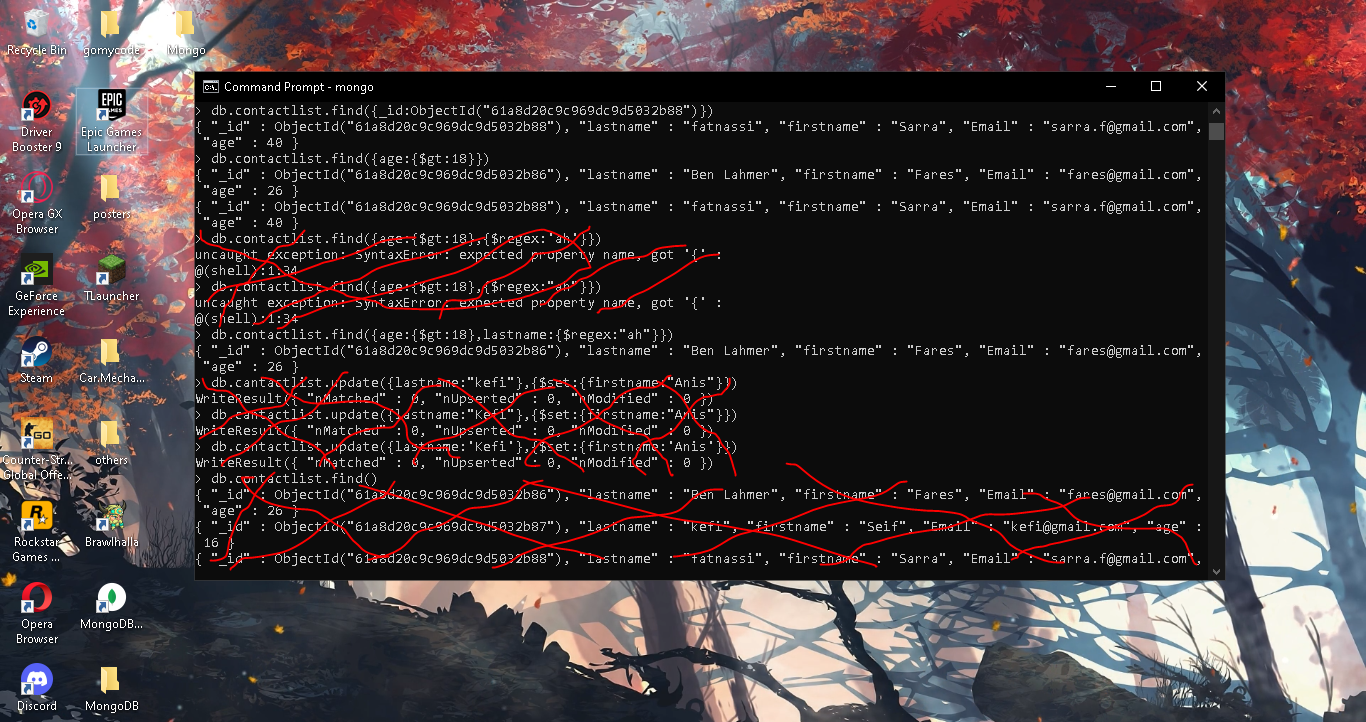 Recycle Bin
gomycode
Mongo
Driver
Booster 9
Epic Games
Launcher
Opera GX
Browser
posters
GeForce
Experience
TLauncher
Steam
Car.Mecha...
Counter-Str...
Global Offe...
others
Rockstar
Games ...
Brawlhalla
Opera
Browser
MongoDB...
Discord
MongoDB
Command Prompt - mongo
> db.contactlist.find({_id:ObjectId("61a8d20c9c969dc9d5032b88")})
{ "_id" : ObjectId("61a8d20c9c969dc9d5032b88"), "lastname" : "fatnassi", "firstname" : "Sarra", "Email" : "sarra.f@gmail.com",
"age" : 40 }
> db.contactlist.find({age:{$gt:18}})
{ "_id" : ObjectId("61a8d20c9c969dc9d5032b86"), "lastname" : "Ben Lahmer", "firstname" : "Fares", "Email" : "fares@gmail.com",
"age" : 26 }
{ "_id" : ObjectId("61a8d20c9c969dc9d5032b88"), "lastname" : "fatnassi", "firstname" : "Sarra", "Email" : "sarra.f@gmail.com",
"age" : 40 }
> db.contactlist.find({age:{$gt:18},{$regex:'ah'}})
uncaught exception: SyntaxError: expected property name, got '{' :
@(shell):1:34
> db.contactlist.find({age:{$gt:18},{$regex:"ah"}})
uncaught exception: SyntaxError: expected property name, got '{' :
@(shell):1:34
> db.contactlist.find({age:{$gt:18},lastname:{$regex:"ah"}})
{ "_id" : ObjectId("61a8d20c9c969dc9d5032b86"), "lastname" : "Ben Lahmer", "firstname" : "Fares", "Email" : "fares@gmail.com",
"age" : 26 }
> db.cantactlist.update({lastname:"kefi"},{$set:{firstname:"Anis"}})
WriteResult({ "nMatched" : 0, "nUpserted" : 0, "nModified" : 0 })
> db.cantactlist.update({lastname:"Kefi"},{$set:{firstname:"Anis"}})
WriteResult({ "nMatched" : 0, "nUpserted" : 0, "nModified" : 0 })
> db.cantactlist.update({lastname:'Kefi'},{$set:{firstname:'Anis'}})
WriteResult({ "nMatched" : 0, "nUpserted" : 0, "nModified" : 0 })
> db.contactlist.find()
{ "_id" : ObjectId("61a8d20c9c969dc9d5032b86"), "lastname" : "Ben Lahmer", "firstname" : "Fares", "Email" : "fares@gmail.com",
"age" : 26 }
{ "_id" : ObjectId("61a8d20c9c969dc9d5032b87"), "lastname" : "kefi", "firstname" : "Seif", "Email" : "kefi@gmail.com", "age" :
16 }
{ "_id" : ObjectId("61a8d20c9c969dc9d5032b88"), "lastname" : "fatnassi", "firstname" : "Sarra", "Email" : "sarra.f@gmail.com",